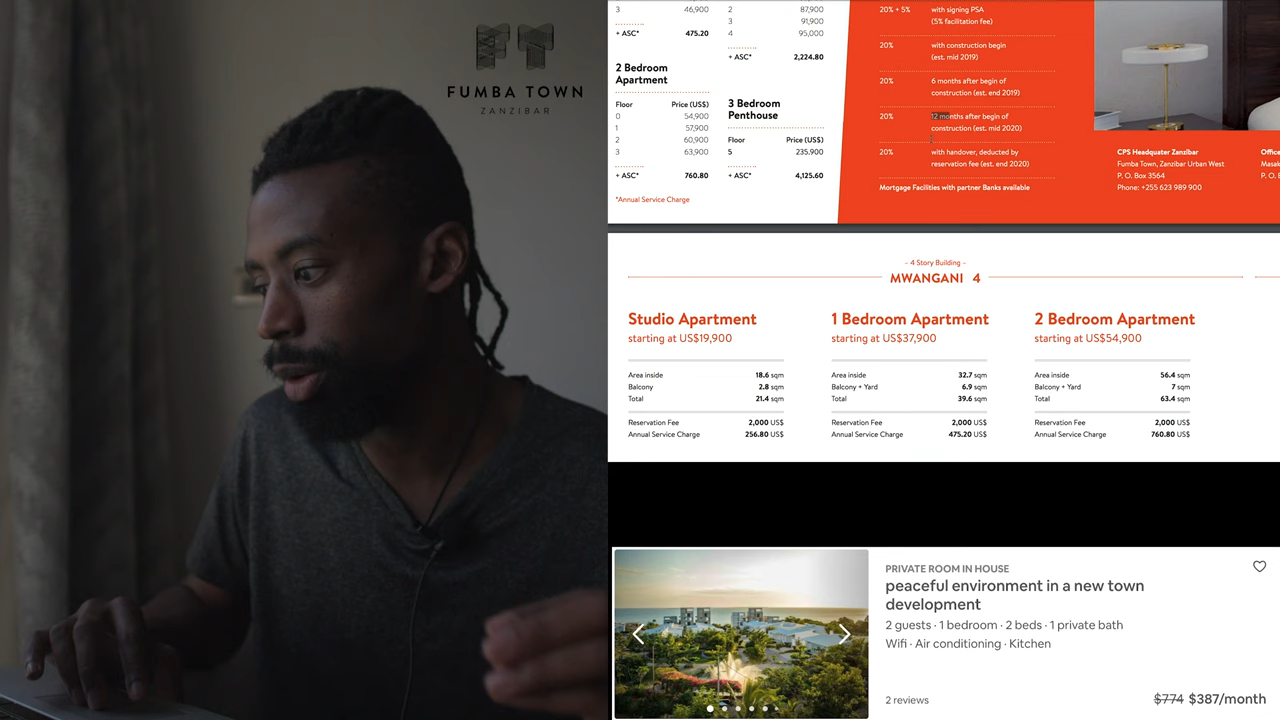 FUMBA TOWN
ZANZIBAR
3 46,900
+ ASC* 475.20
2 Bedroom
Apartment
Floor Price (US$)
0 54,900
1 57,900
2 60,900
3 63,900
+ ASC* 760.80
*Annual Service Charge
2 87,900
3 91,900
4 95,000
+ ASC* 2,224.80
3 Bedroom
Penthouse
Floor Price (US$)
5 235,900
+ ASC* 4,125.60
20% + 5% with signing PSA
(5% facilitation fee)
20% with construction begin
(est. mid 2019)
20% 6 months after begin of
construction (est. end 2019)
20% 12 months after begin of
construction (est. mid 2020)
20% with handover, deducted by
reservation fee (est. end 2020)
Mortgage Facilities with partner Banks available
CPS Headquater Zanzibar
Fumba Town, Zanzibar Urban West
P. O. Box 3564
Phone: +255 623 989 900
Office
Masak
P. O. B
- 4 Story Building -
MWANGANI 4
Studio Apartment
starting at US$19,900
Area inside 18.6 sqm
Balcony 2.8 sqm
Total 21.4 sqm
Reservation Fee 2,000 US$
Annual Service Charge 256.80 US$
1 Bedroom Apartment
starting at US$37,900
Area inside 32.7 sqm
Balcony + Yard 6.9 sqm
Total 39.6 sqm
Reservation Fee 2,000 US$
Annual Service Charge 475.20 US$
2 Bedroom Apartment
starting at US$54,900
Area inside 56.4 sqm
Balcony + Yard 7 sqm
Total 63.4 sqm
Reservation Fee 2,000 US$
Annual Service Charge 760.80 US$
PRIVATE ROOM IN HOUSE
peaceful environment in a new town
development
2 guests · 1 bedroom · 2 beds · 1 private bath
Wifi · Air conditioning · Kitchen
2 reviews
$774 $387/month